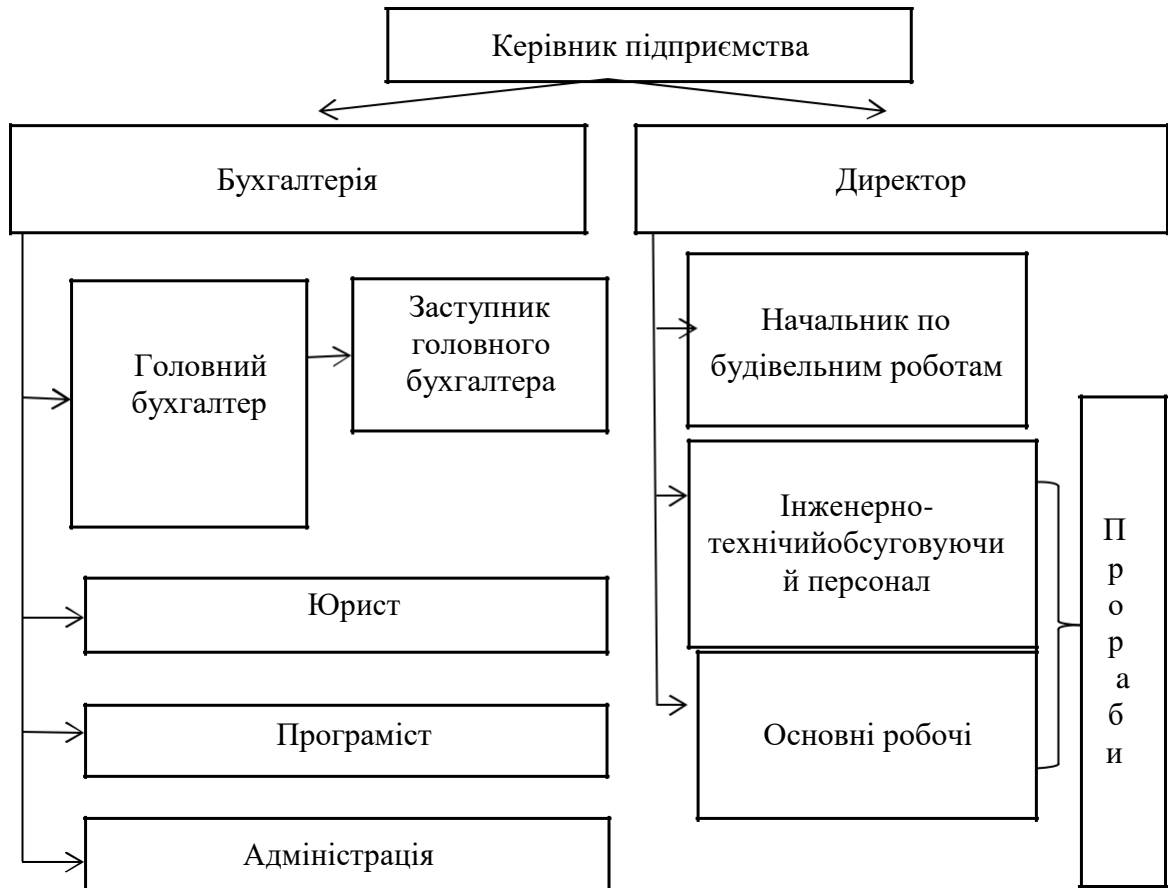 Керівник підприємства
Бухгалтерія
Директор
Головний
бухгалтер
Заступник
головного
бухгалтера
Начальник по
будівельним роботам
Інженерно-
технічийобсуговуючи
й персонал
Основні робочі
П
р
о
р
а
б
и
Юрист
Програміст
Адміністрація